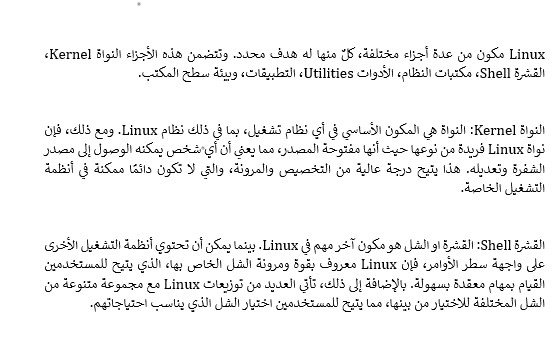 Linux مكون من عدة أجزاء مختلفة، كلٌ منها له هدف محدد. وتتضمن هذه الأجزاء النواة Kernel،
القشرة Shell، مكتبات النظام، الأدوات Utilities، التطبيقات، وبيئة سطح المكتب.
النواة Kernel: النواة هي المكون الأساسي في أي نظام تشغيل، بما في ذلك نظام Linux. ومع ذلك، فإن
نواة Linux فريدة من نوعها حيث أنها مفتوحة المصدر، مما يعني أن أي شخص يمكنه الوصول إلى مصدر
الشفرة وتعديله. هذا يتيح درجة عالية من التخصيص والمرونة، والتي لا تكون دائمًا ممكنة في أنظمة
التشغيل الخاصة.
القشرة Shell: القشرة او الشل هو مكون آخر مهم في Linux. بينما يمكن أن تحتوي أنظمة التشغيل الأخرى
على واجهة سطر الأوامر، فإن Linux معروف بقوة ومرونة الشل الخاص بها، الذي يتيح للمستخدمين
القيام بمهام معقدة بسهولة. بالإضافة إلى ذلك، تأتي العديد من توزيعات Linux مع مجموعة متنوعة من
الشل المختلفة للاختيار من بينها، مما يتيح للمستخدمين اختيار الشل الذي يناسب احتياجاتهم.